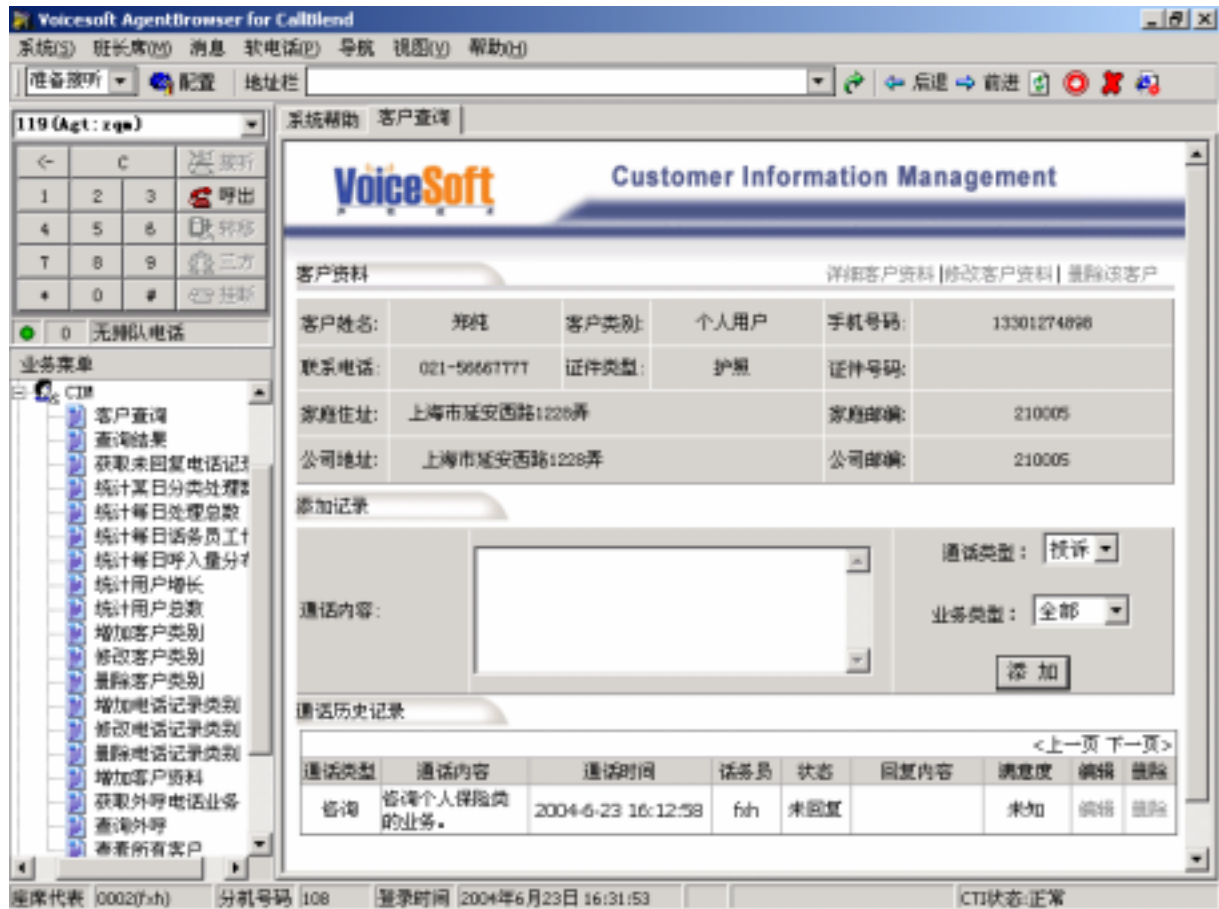 Voicesoft AgentBrowser for CallBlend
系统(S) 班长席(M) 消息 软电话(P) 导航 视图(V) 帮助(H)
准备接听 配置 地址栏 后退 前进
119(Agt:zqm)
系统帮助 客户查询
<- C 接听
1 2 3 呼出
4 5 6 转移
7 8 9 三方
* 0 # 挂断
0 无排队电话
业务菜单
CIM
客户查询
查询结果
获取未回复电话记
统计某日分类处理
统计每日处理总数
统计每日话务员工
统计每日呼入量分
统计用户增长
统计用户总数
增加客户类别
修改客户类别
删除客户类别
增加电话记录类别
修改电话记录类别
删除电话记录类别
增加客户资料
获取外呼电话业务
查询外呼
查看所有客户
VoiceSoft Customer Information Management
客户资料 详细客户资料 |修改客户资料| 删除该客户
客户姓名: 郑纯 客户类别: 个人用户 手机号码: 13301274898
联系电话: 021-56667777 证件类型: 护照 证件号码:
家庭住址: 上海市延安西路1228弄 家庭邮编: 210005
公司地址: 上海市延安西路1228弄 公司邮编: 210005
添加记录
通话内容:
通话类型： 投诉
业务类型： 全部
添 加
通话历史记录
<上一页 下一页>
通话类型 通话内容 通话时间 话务员 状态 回复内容 满意度 编辑 删除
咨询 咨询个人保险类的业务。 2004-6-23 16:12:58 fxh 未回复 未知 编辑 删除
座席代表 0002(fxh) 分机号码 108 登录时间 2004年6月23日 16:31:53 CTI状态:正常